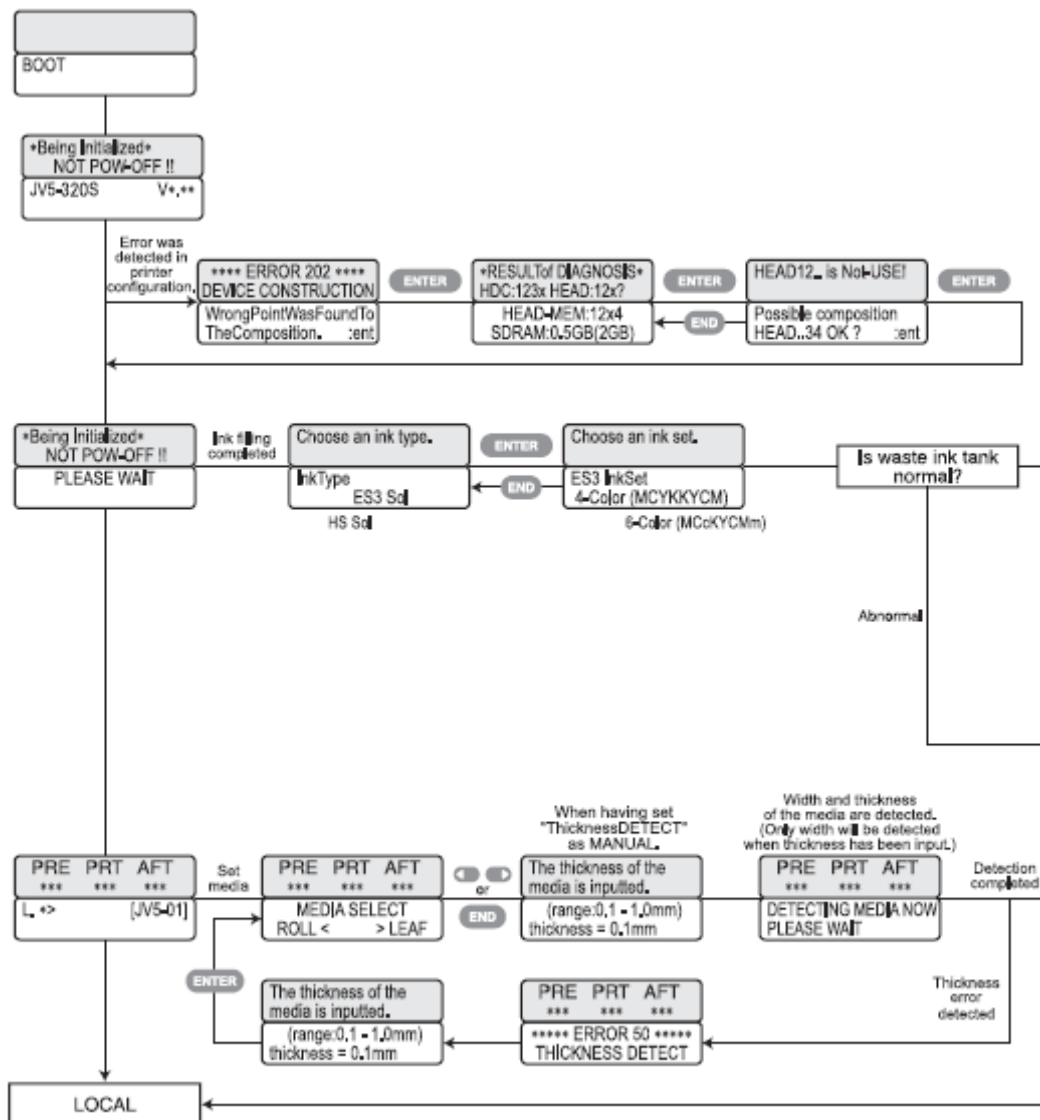 BOOT
*Being Initialized*
NOT POW-OFF !!
JV5-320S V*.**
Error was
detected in
printer
configuration.
**** ERROR 202 ****
DEVICE CONSTRUCTION
WrongPointWasFoundTo
TheComposition. :ent
ENTER
*RESULTof DIAGNOSIS*
HDC:123x HEAD:12x?
HEAD-MEM:12x4
SDRAM:0.5GB(2GB)
ENTER
END
HEAD12_ is Not-USE!
Possible composition
HEAD..34 OK ? :ent
ENTER
*Being Initialized*
NOT POW-OFF !!
PLEASE WAIT
Ink filling
completed
Choose an ink type.
InkType
ES3 Sol
HS Sol
ENTER
END
Choose an ink set.
ES3 InkSet
4-Color (MCYKKYCM)
6-Color (MCcKYCMm)
Is waste ink tank
normal?
Abnormal
PRE PRT AFT
*** *** ***
L. *> [JV5-01]
Set
media
PRE PRT AFT
*** *** ***
MEDIA SELECT
ROLL < > LEAF
or
END
When having set
"ThicknessDETECT"
as MANUAL.
The thickness of the
media is inputted.
(range:0.1 - 1.0mm)
thickness = 0.1mm
Width and thickness
of the media are detected.
(Only width will be detected
when thickness has been input.)
PRE PRT AFT
*** *** ***
DETECTING MEDIA NOW
PLEASE WAIT
Detection
completed
ENTER
The thickness of the
media is inputted.
(range:0.1 - 1.0mm)
thickness = 0.1mm
PRE PRT AFT
*** *** ***
***** ERROR 50 *****
THICKNESS DETECT
Thickness
error
detected
LOCAL